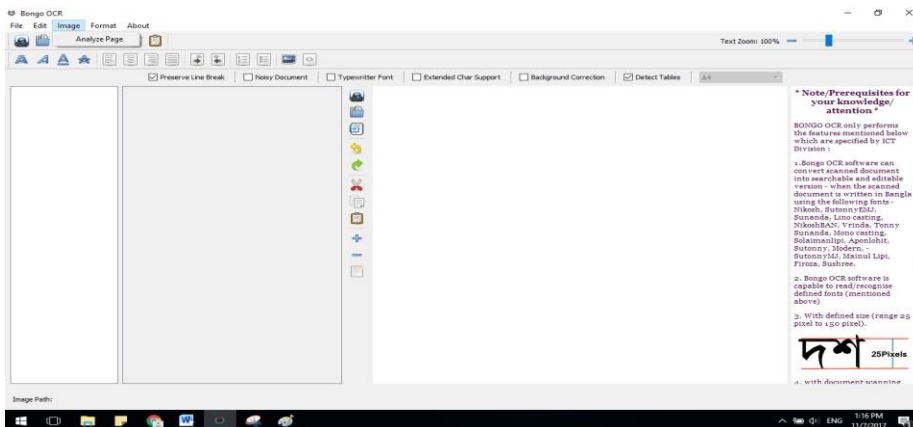 Bongo OCR
File Edit Image Format About
Analyze Page
Text Zoom: 100%
Preserve Line Break Noisy Document Typewritter Font Extended Char Support Background Correction Detect Tables A4
* Note/Prerequisites for
your knowledge/
attention *
BONGO OCR only performs
the features mentioned below
which are specified by ICT
Division :
1.Bongo OCR software can
convert scanned document
into searchable and editable
version - when the scanned
document is written in Bangla
using the following fonts -
Nikosh, SutonnyEMJ,
Sunanda, Lino casting,
NikoshBAN, Vrinda, Tonny
Sunanda, Mono casting,
Solaimanlipi, Aponlohit,
Sutonny, Modern, -
SutonnyMJ, Mainul Lipi,
Firoza, Sushree.
2. Bongo OCR software is
capable to read/recognise
defined fonts (mentioned
above)
3. With defined size (range 25
pixel to 150 pixel).
দশ 25Pixels
4. with document scanning
Image Path:
ENG 1:16 PM
11/7/2017